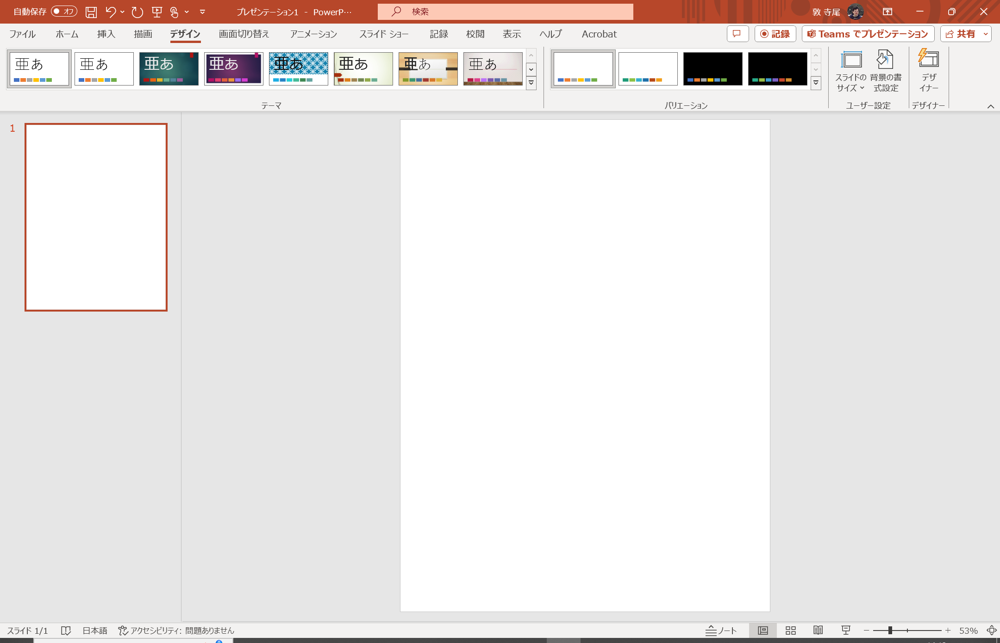 自動保存 オフ プレゼンテーション1 - PowerP… 検索 敦 寺尾
ファイル ホーム 挿入 描画 デザイン 画面切り替え アニメーション スライド ショー 記録 校閲 表示 ヘルプ Acrobat 記録 Teams でプレゼンテーション 共有
亜あ 亜あ 亜あ 亜あ 亜あ 亜あ 亜あ 亜あ
スライドの
サイズ
背景の書
式設定
デザ
イナー
テーマ バリエーション ユーザー設定 デザイナー
1
スライド 1/1 日本語 アクセシビリティ: 問題ありません ノート 53%